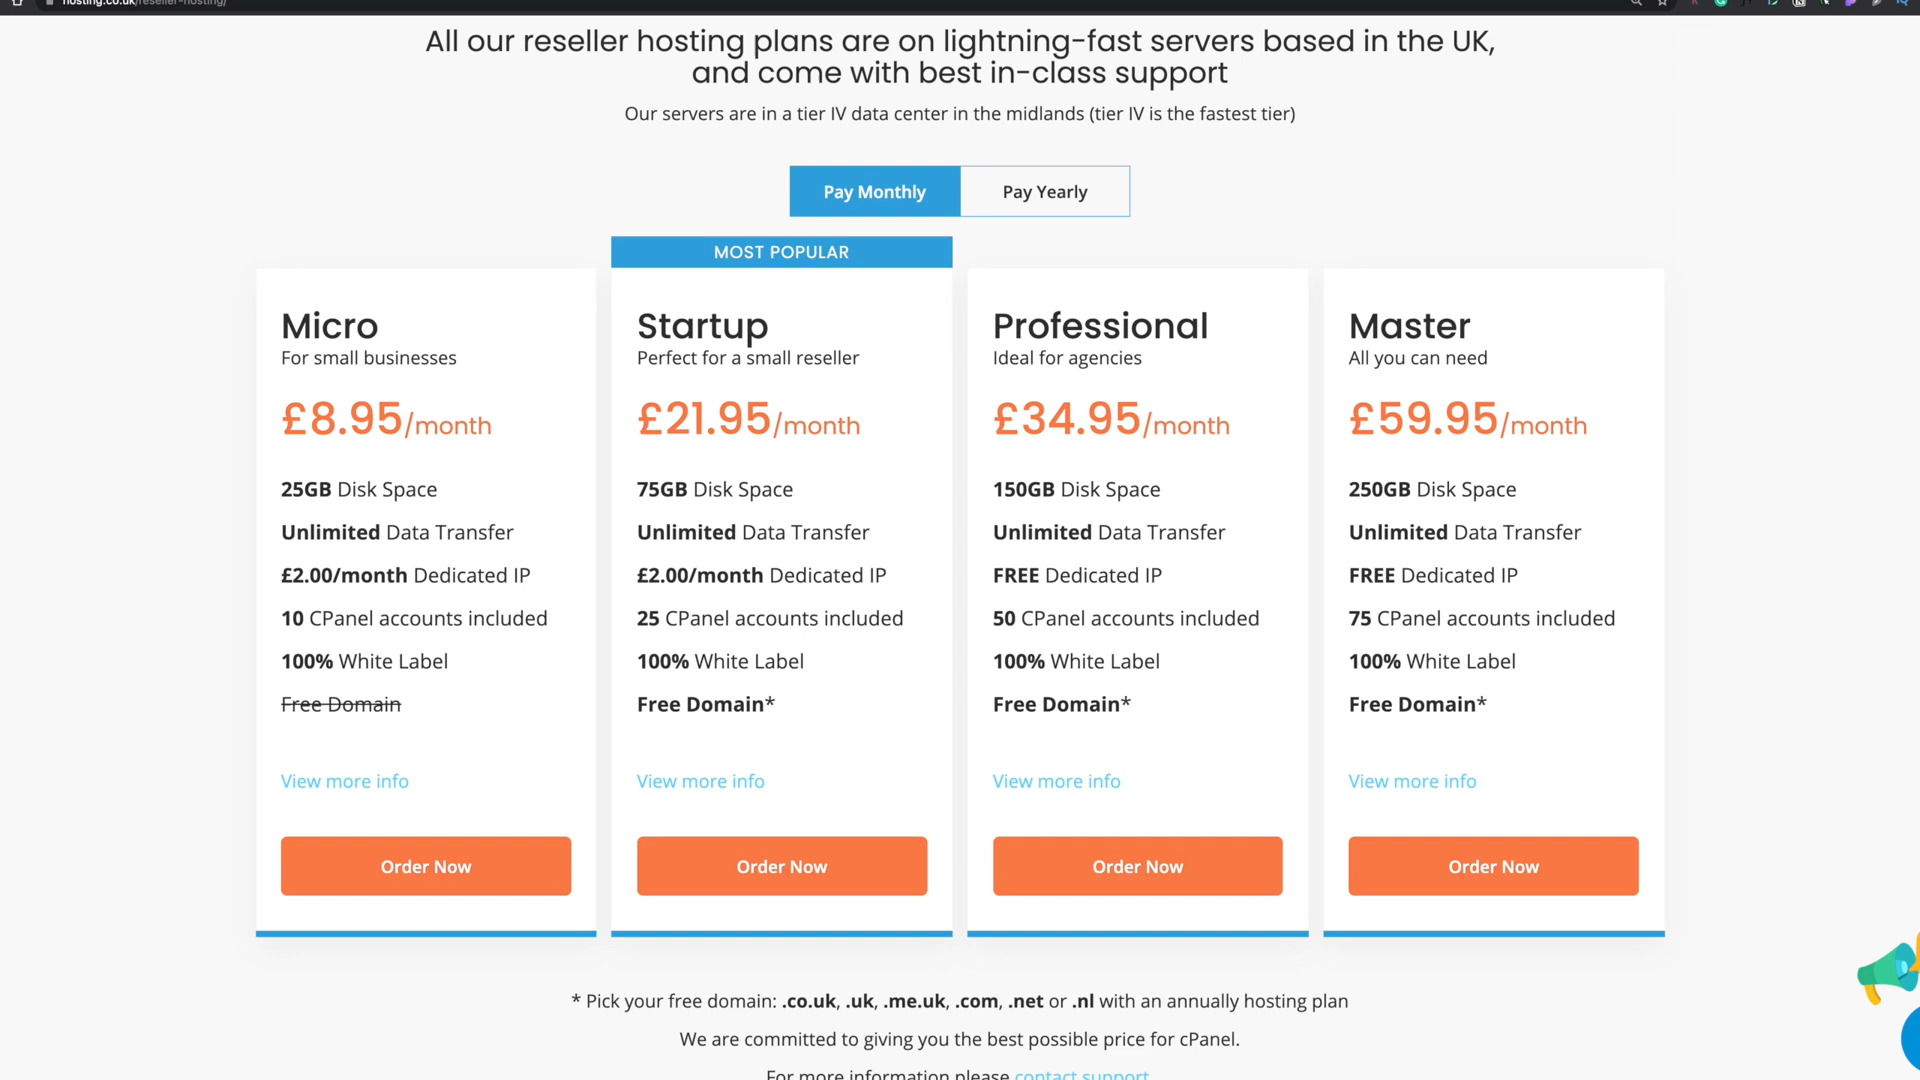 hosting.co.uk/reseller-hosting/
All our reseller hosting plans are on lightning-fast servers based in the UK,
and come with best in-class support
Our servers are in a tier IV data center in the midlands (tier IV is the fastest tier)
Pay Monthly
Pay Yearly
MOST POPULAR
Micro
For small businesses
£8.95/month
25GB Disk Space
Unlimited Data Transfer
£2.00/month Dedicated IP
10 CPanel accounts included
100% White Label
Free Domain
View more info
Order Now
Startup
Perfect for a small reseller
£21.95/month
75GB Disk Space
Unlimited Data Transfer
£2.00/month Dedicated IP
25 CPanel accounts included
100% White Label
Free Domain*
View more info
Order Now
Professional
Ideal for agencies
£34.95/month
150GB Disk Space
Unlimited Data Transfer
FREE Dedicated IP
50 CPanel accounts included
100% White Label
Free Domain*
View more info
Order Now
Master
All you can need
£59.95/month
250GB Disk Space
Unlimited Data Transfer
FREE Dedicated IP
75 CPanel accounts included
100% White Label
Free Domain*
View more info
Order Now
* Pick your free domain: .co.uk, .uk, .me.uk, .com, .net or .nl with an annually hosting plan
We are committed to giving you the best possible price for cPanel.
For more information please contact support